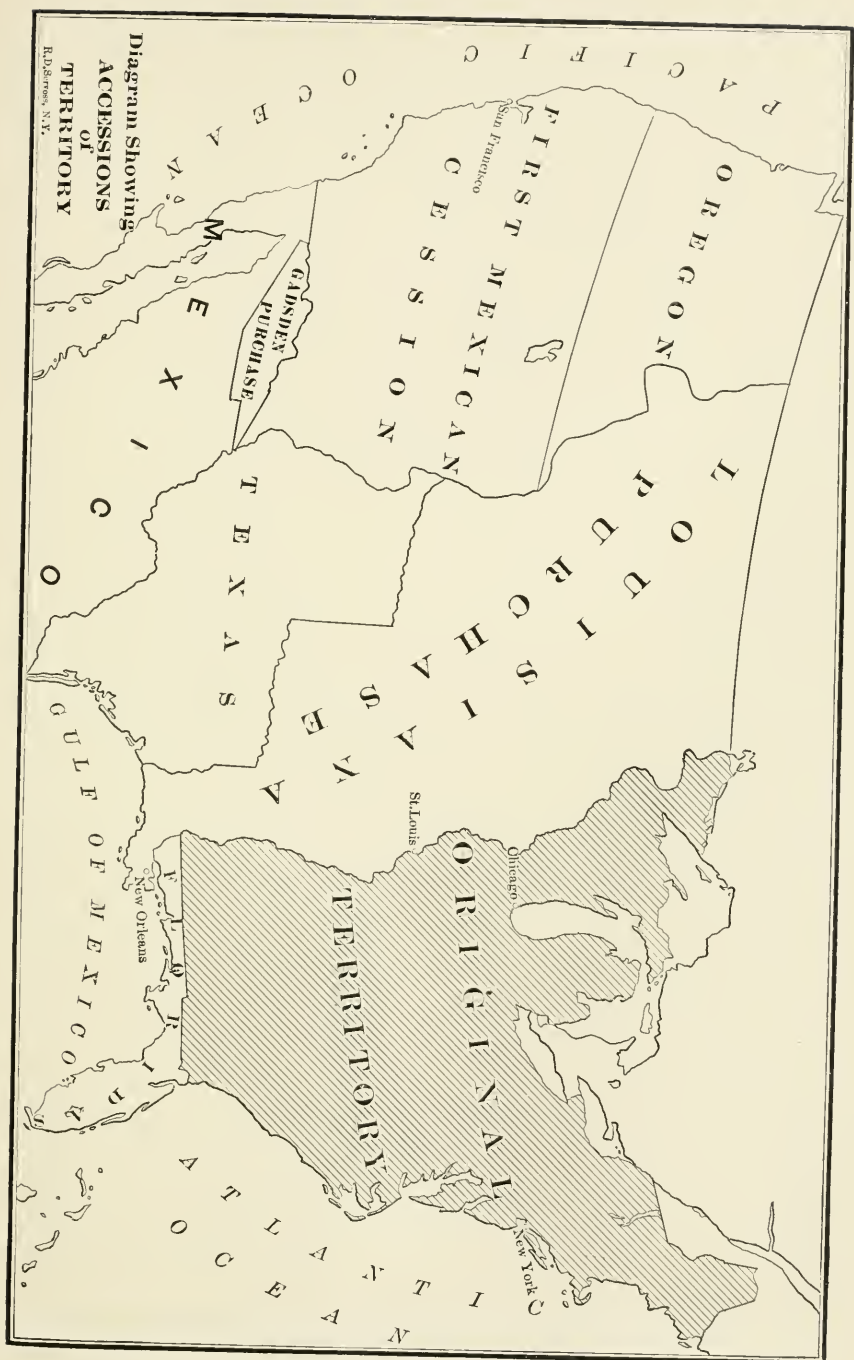 PACIFIC OCEAN
OREGON
FIRST MEXICAN
CESSION
San Francisco
LOUISIANA
PURCHASE
GADSDEN
PURCHASE
MEXICO
TEXAS
St.Louis
Chicago
ORIGINAL
TERRITORY
New York
New Orleans
FLORIDA
GULF OF MEXICO
ATLANTIC
OCEAN
Diagram Showing
ACCESSIONS
of
TERRITORY
R.D.Servoss, N.Y.